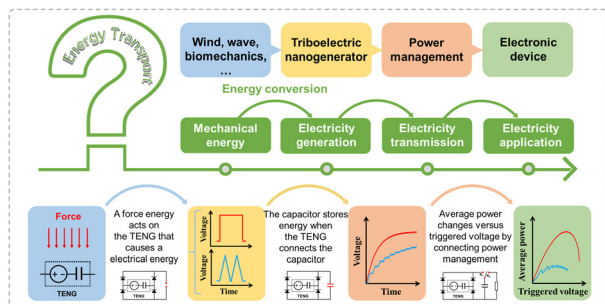 Energy Transport
Wind, wave,
biomechanics,
...
Triboelectric
nanogenerator
Power
management
Electronic
device
Energy conversion
Mechanical
energy
Electricity
generation
Electricity
transmission
Electricity
application
Force
TENG
A force energy
acts on
the TENG that
causes a
electrical energy
TENG
Voltage
Voltage
Time
The capacitor stores
energy when
the TENG
connects the
capacitor
TENG
Voltage
Time
Average power
changes versus
triggered voltage by
connecting power
management
TENG
Average power
Triggered voltage